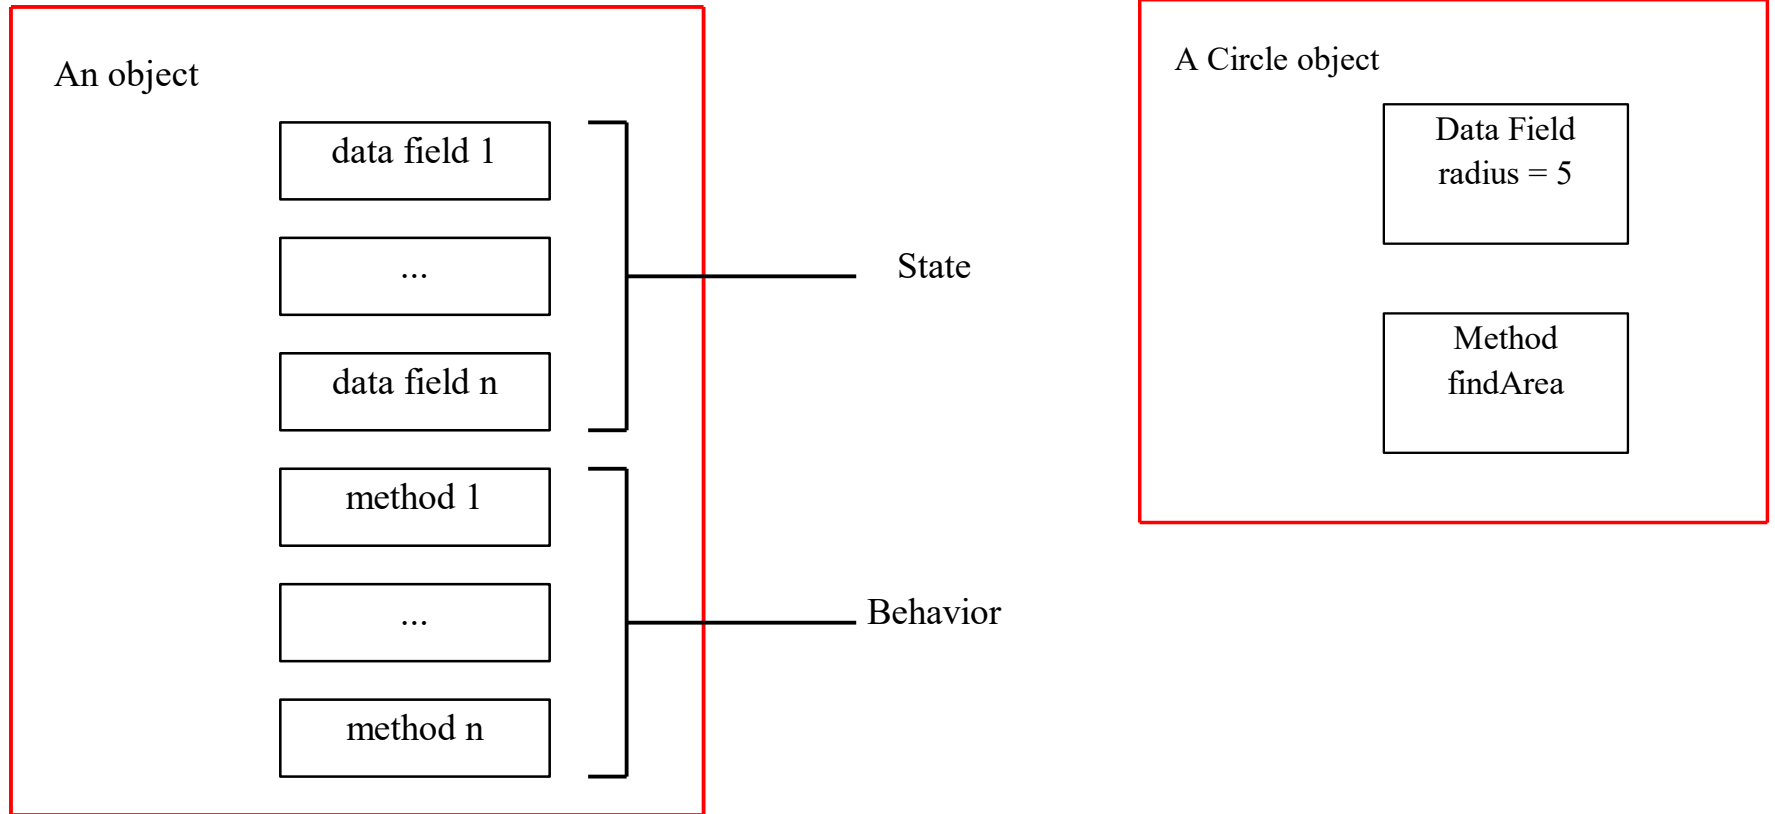 An object
data field 1
...
data field n
method 1
...
method n
State
Behavior
A Circle object
Data Field
radius = 5
Method
findArea